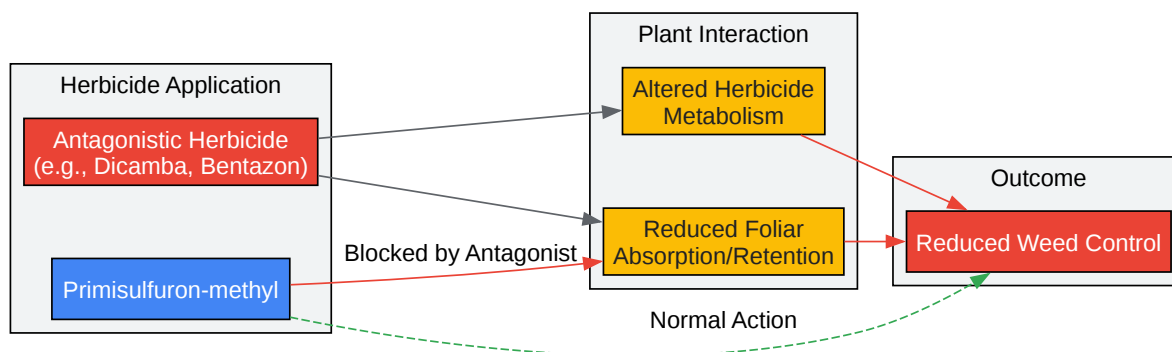 Herbicide Application
Antagonistic Herbicide
(e.g., Dicamba, Bentazon)
Primisulfuron-methyl
Blocked by Antagonist
Plant Interaction
Altered Herbicide
Metabolism
Reduced Foliar
Absorption/Retention
Normal Action
Outcome
Reduced Weed Control